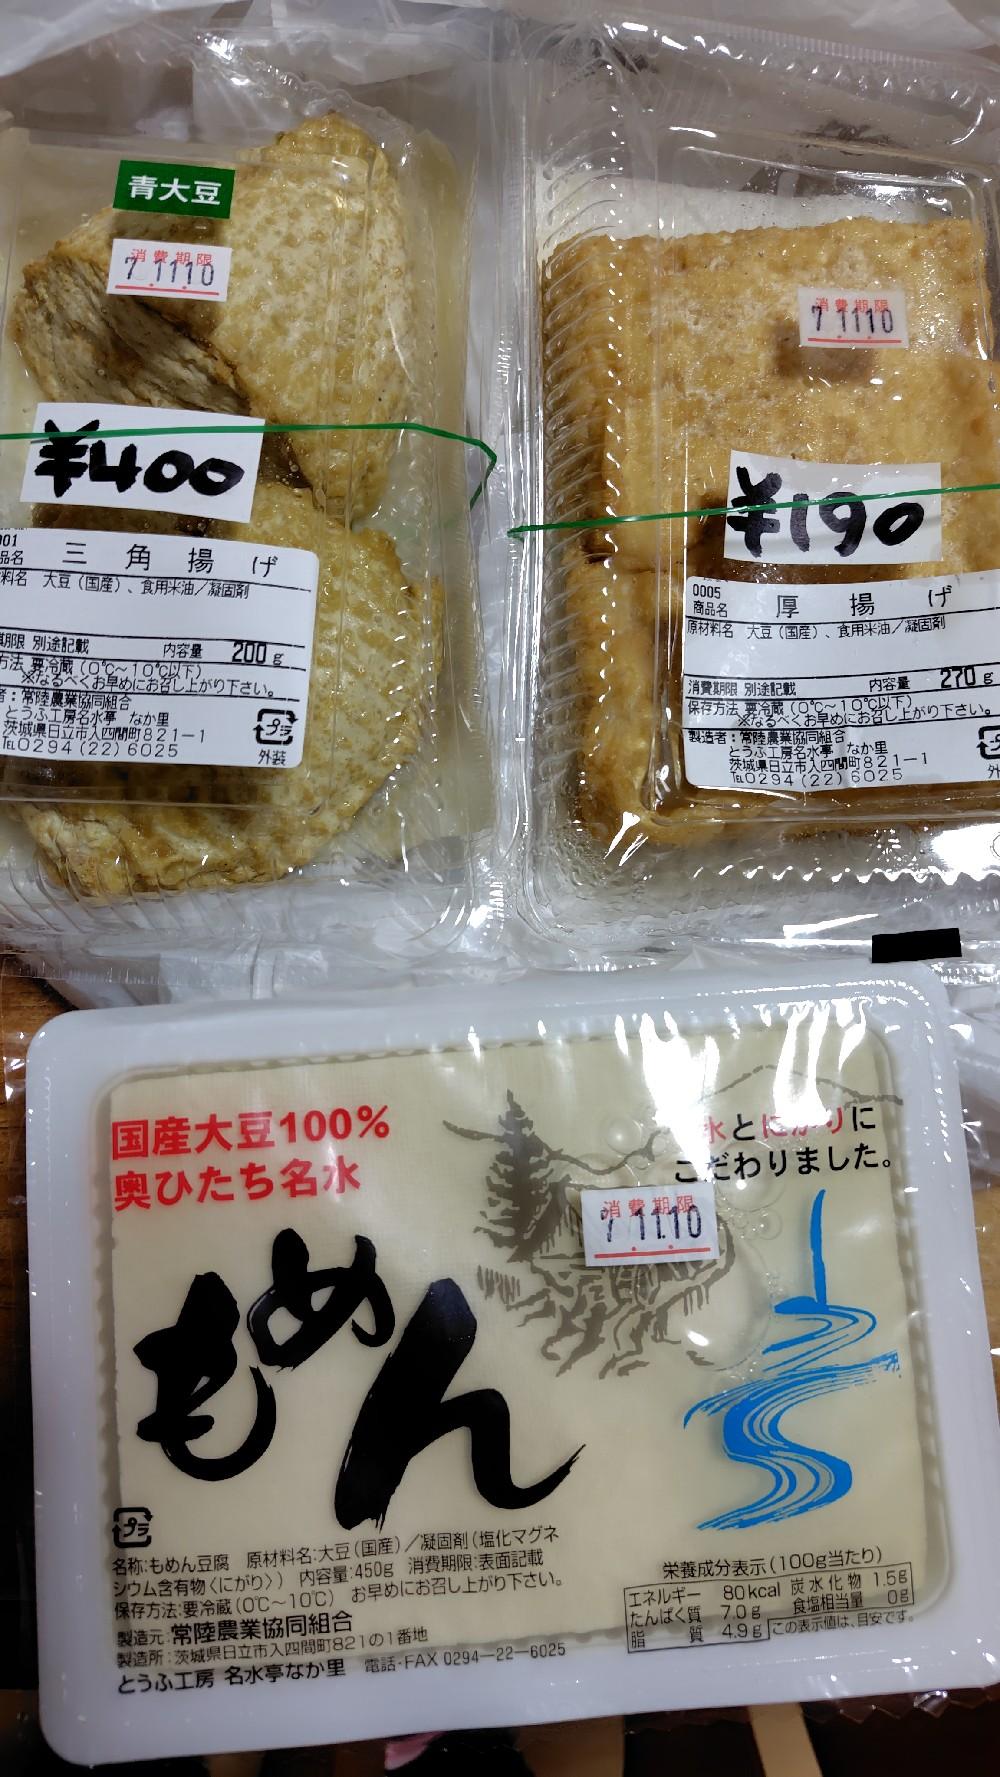 青大豆
消費期限
7.11.10
¥400
001
品名 三角揚げ
料名 大豆（国産）、食用米油／凝固剤
期限 別途記載 内容量 200g
方法 要冷蔵（0℃〜10℃以下）
※なるべくお早めにお召し上がり下さい。
者：常陸農業協同組合
とうふ工房名水亭 なか里
茨城県日立市入四間町821－1
℡0294（22）6025
プラ
外装
消費期限
7.11.10
¥190
0005
商品名 厚揚げ
原材料名 大豆（国産）、食用米油／凝固剤
消費期限 別途記載 内容量 270g
保存方法 要冷蔵（0℃〜10℃以下）
※なるべくお早めにお召し上がり下さい。
製造者：常陸農業協同組合
とうふ工房名水亭 なか里
茨城県日立市入四間町821－1
℡0294（22）6025
国産大豆100%
奥ひたち名水
水とにがりに
こだわりました。
消費期限
7.11.10
もめん
プラ
名称:もめん豆腐 原材料名:大豆（国産）／凝固剤（塩化マグネ
シウム含有物〈にがり〉） 内容量:450g 消費期限:表面記載
保存方法:要冷蔵（0℃〜10℃） お早めにお召し上がり下さい。
製造元:常陸農業協同組合
製造所:茨城県日立市入四間町821の1番地
とうふ工房 名水亭なか里 電話・FAX 0294－22－6025
栄養成分表示（100g当たり）
エネルギー 80kcal 炭水化物 1.5g
たんぱく質 7.0g 食塩相当量 0g
脂質 4.9g この表示値は、目安です。